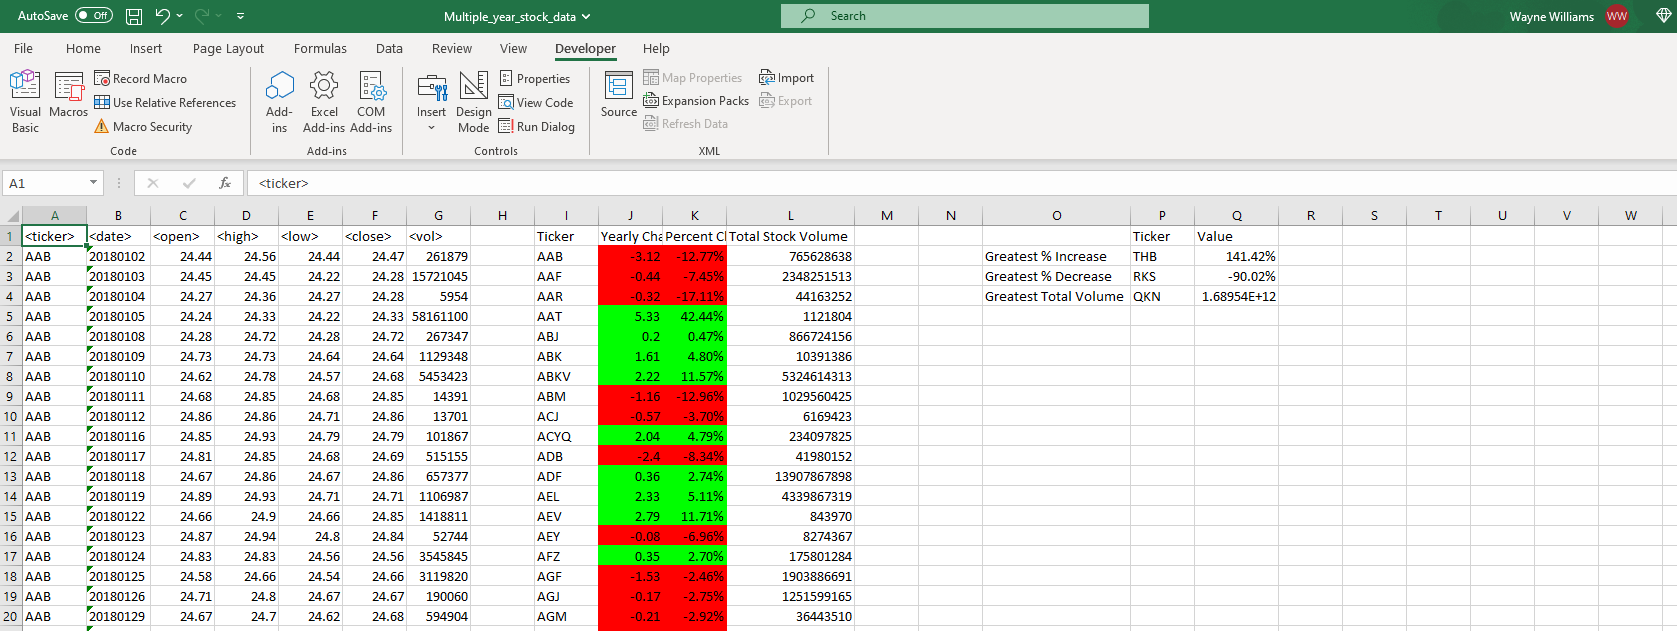 AutoSave Off Multiple_year_stock_data Search Wayne Williams WW
File Home Insert Page Layout Formulas Data Review View Developer Help
Visual Basic
Macros
Record Macro
Use Relative References
Macro Security
Code
Add-ins
Excel Add-ins
COM Add-ins
Add-ins
Insert
Design Mode
Properties
View Code
Run Dialog
Controls
Source
Map Properties
Expansion Packs
Refresh Data
Import
Export
XML
A1 fx <ticker>
A B C D E F G H I J K L M N O P Q R S T U V W
1 <ticker> <date> <open> <high> <low> <close> <vol> Ticker Yearly Cha Percent Cl Total Stock Volume Ticker Value
2 AAB 20180102 24.44 24.56 24.44 24.47 261879 AAB -3.12 -12.77% 765628638 Greatest % Increase THB 141.42%
3 AAB 20180103 24.45 24.45 24.22 24.28 15721045 AAF -0.44 -7.45% 2348251513 Greatest % Decrease RKS -90.02%
4 AAB 20180104 24.27 24.36 24.27 24.28 5954 AAR -0.32 -17.11% 44163252 Greatest Total Volume QKN 1.68954E+12
5 AAB 20180105 24.24 24.33 24.22 24.33 58161100 AAT 5.33 42.44% 1121804
6 AAB 20180108 24.28 24.72 24.28 24.72 267347 ABJ 0.2 0.47% 866724156
7 AAB 20180109 24.73 24.73 24.64 24.64 1129348 ABK 1.61 4.80% 10391386
8 AAB 20180110 24.62 24.78 24.57 24.68 5453423 ABKV 2.22 11.57% 5324614313
9 AAB 20180111 24.68 24.85 24.68 24.85 14391 ABM -1.16 -12.96% 1029560425
10 AAB 20180112 24.86 24.86 24.71 24.86 13701 ACJ -0.57 -3.70% 6169423
11 AAB 20180116 24.85 24.93 24.79 24.79 101867 ACYQ 2.04 4.79% 234097825
12 AAB 20180117 24.81 24.85 24.68 24.69 515155 ADB -2.4 -8.34% 41980152
13 AAB 20180118 24.67 24.86 24.67 24.86 657377 ADF 0.36 2.74% 13907867898
14 AAB 20180119 24.89 24.93 24.71 24.71 1106987 AEL 2.33 5.11% 4339867319
15 AAB 20180122 24.66 24.9 24.66 24.85 1418811 AEV 2.79 11.71% 843970
16 AAB 20180123 24.87 24.94 24.8 24.84 52744 AEY -0.08 -6.96% 8274367
17 AAB 20180124 24.83 24.83 24.56 24.56 3545845 AFZ 0.35 2.70% 175801284
18 AAB 20180125 24.58 24.66 24.54 24.66 3119820 AGF -1.53 -2.46% 1903886691
19 AAB 20180126 24.71 24.8 24.67 24.67 190060 AGJ -0.17 -2.75% 1251599165
20 AAB 20180129 24.67 24.7 24.62 24.68 594904 AGM -0.21 -2.92% 36443510